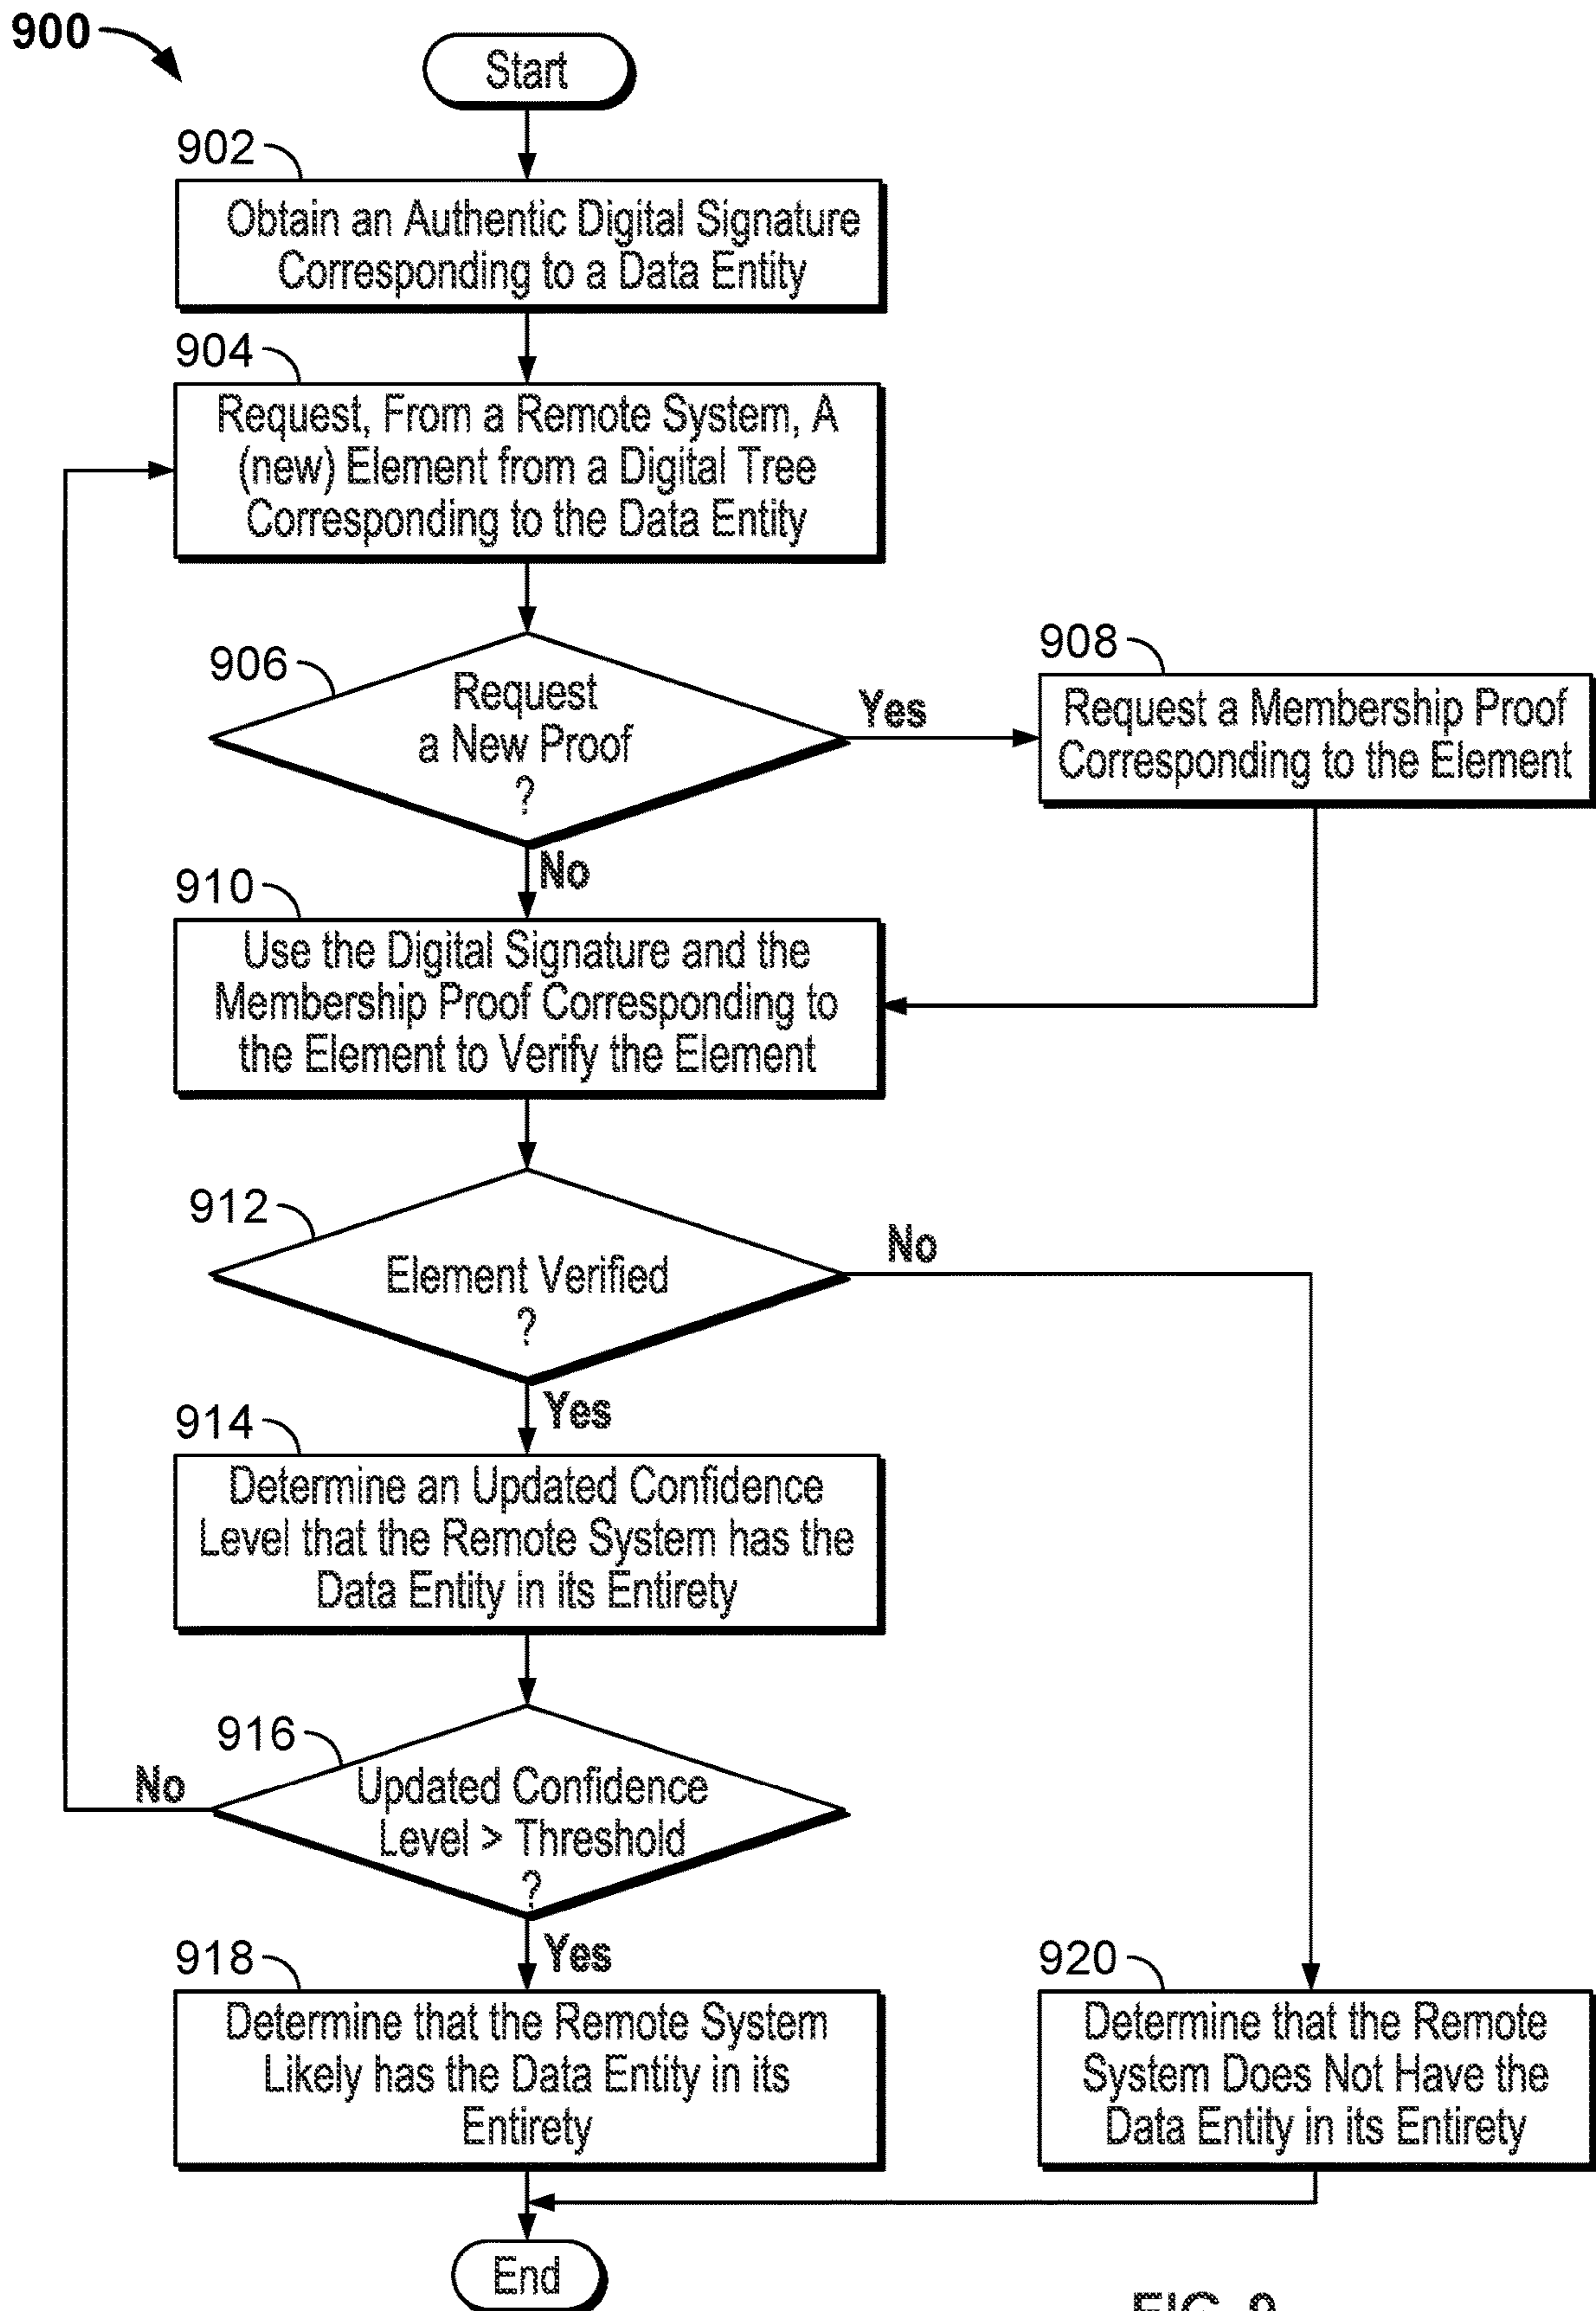 900
Start
902
Obtain an Authentic Digital Signature
Corresponding to a Data Entity
904
Request, From a Remote System, A
(new) Element from a Digital Tree
Corresponding to the Data Entity
906
Request
a New Proof
?
Yes
908
Request a Membership Proof
Corresponding to the Element
No
910
Use the Digital Signature and the
Membership Proof Corresponding to
the Element to Verify the Element
912
Element Verified
?
No
Yes
914
Determine an Updated Confidence
Level that the Remote System has the
Data Entity in its Entirety
916
Updated Confidence
Level > Threshold
?
No
Yes
918
Determine that the Remote System
Likely has the Data Entity in its
Entirety
920
Determine that the Remote
System Does Not Have the
Data Entity in its Entirety
End
FIG. 9